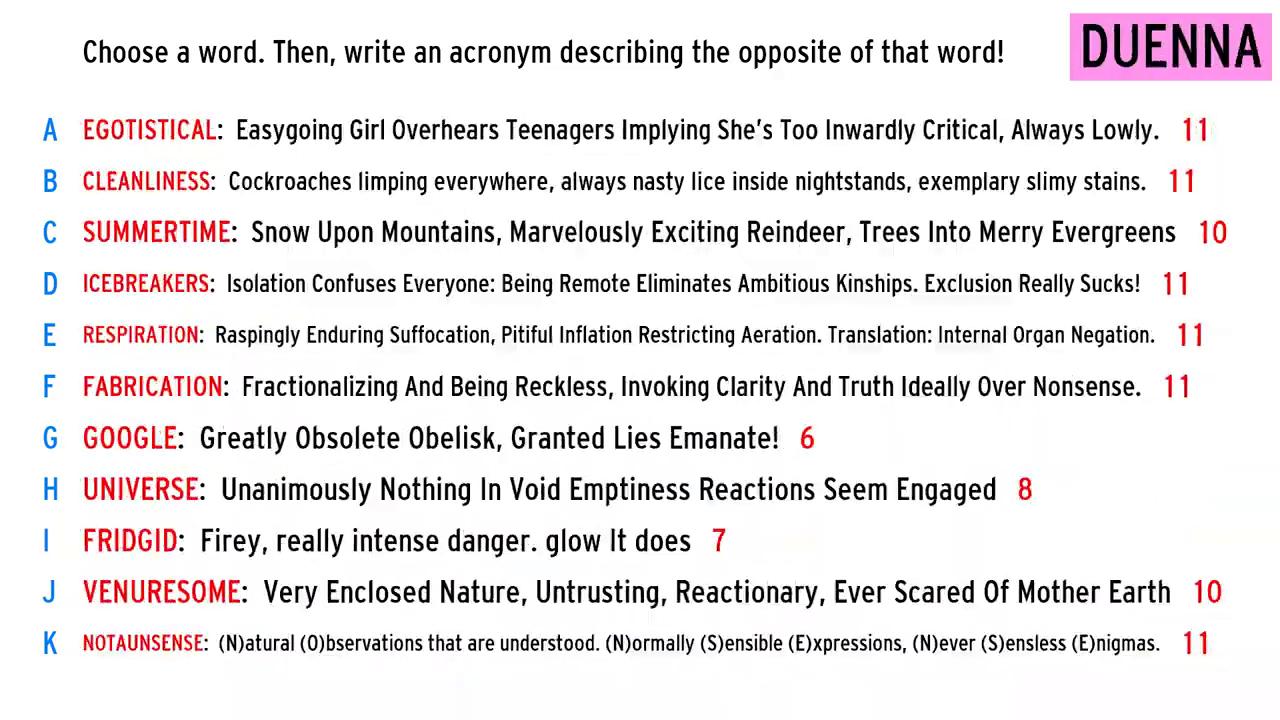 Choose a word. Then, write an acronym describing the opposite of that word!
DUENNA
A EGOTISTICAL: Easygoing Girl Overhears Teenagers Implying She's Too Inwardly Critical, Always Lowly. 11
B CLEANLINESS: Cockroaches limping everywhere, always nasty lice inside nightstands, exemplary slimy stains. 11
C SUMMERTIME: Snow Upon Mountains, Marvelously Exciting Reindeer, Trees Into Merry Evergreens 10
D ICEBREAKERS: Isolation Confuses Everyone: Being Remote Eliminates Ambitious Kinships. Exclusion Really Sucks! 11
E RESPIRATION: Raspingly Enduring Suffocation, Pitiful Inflation Restricting Aeration. Translation: Internal Organ Negation. 11
F FABRICATION: Fractionalizing And Being Reckless, Invoking Clarity And Truth Ideally Over Nonsense. 11
G GOOGLE: Greatly Obsolete Obelisk, Granted Lies Emanate! 6
H UNIVERSE: Unanimously Nothing In Void Emptiness Reactions Seem Engaged 8
I FRIDGID: Firey, really intense danger. glow It does 7
J VENURESOME: Very Enclosed Nature, Untrusting, Reactionary, Ever Scared Of Mother Earth 10
K NOTAUNSENSE: (N)atural (O)bservations that are understood. (N)ormally (S)ensible (E)xpressions, (N)ever (S)ensless (E)nigmas. 11